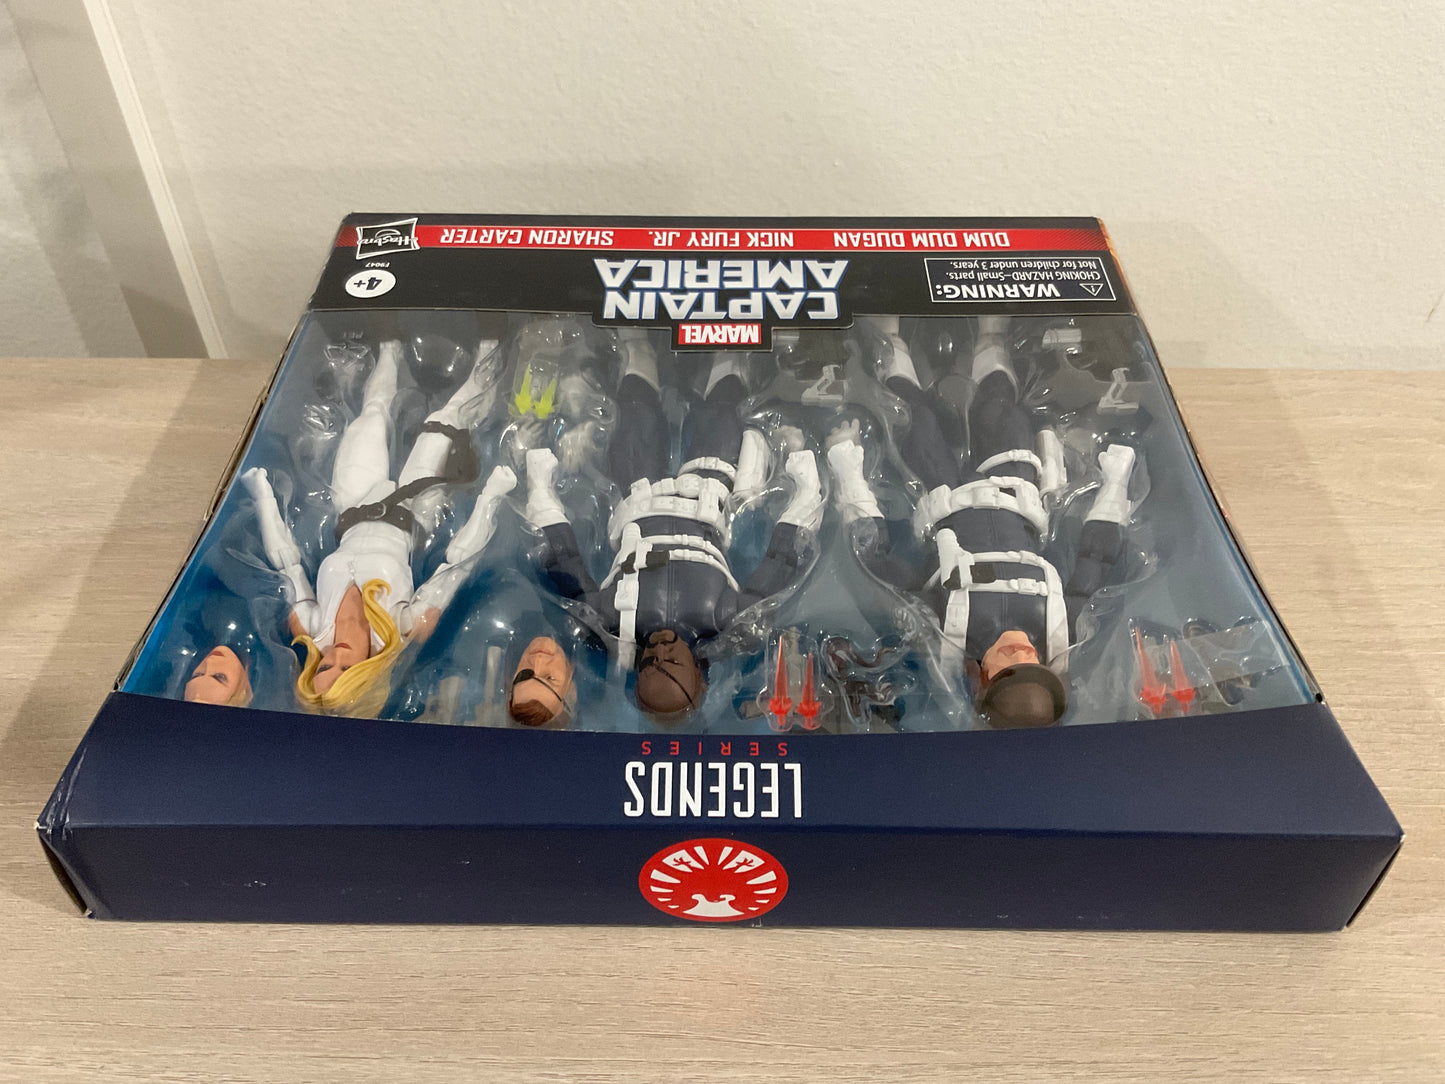 LEGENDS
SERIES
MARVEL
CAPTAIN
AMERICA
⚠ WARNING:
CHOKING HAZARD–Small parts.
Not for children under 3 years.
4+
F9047
DUM DUM DUGAN NICK FURY JR. SHARON CARTER
Hasbro
PET